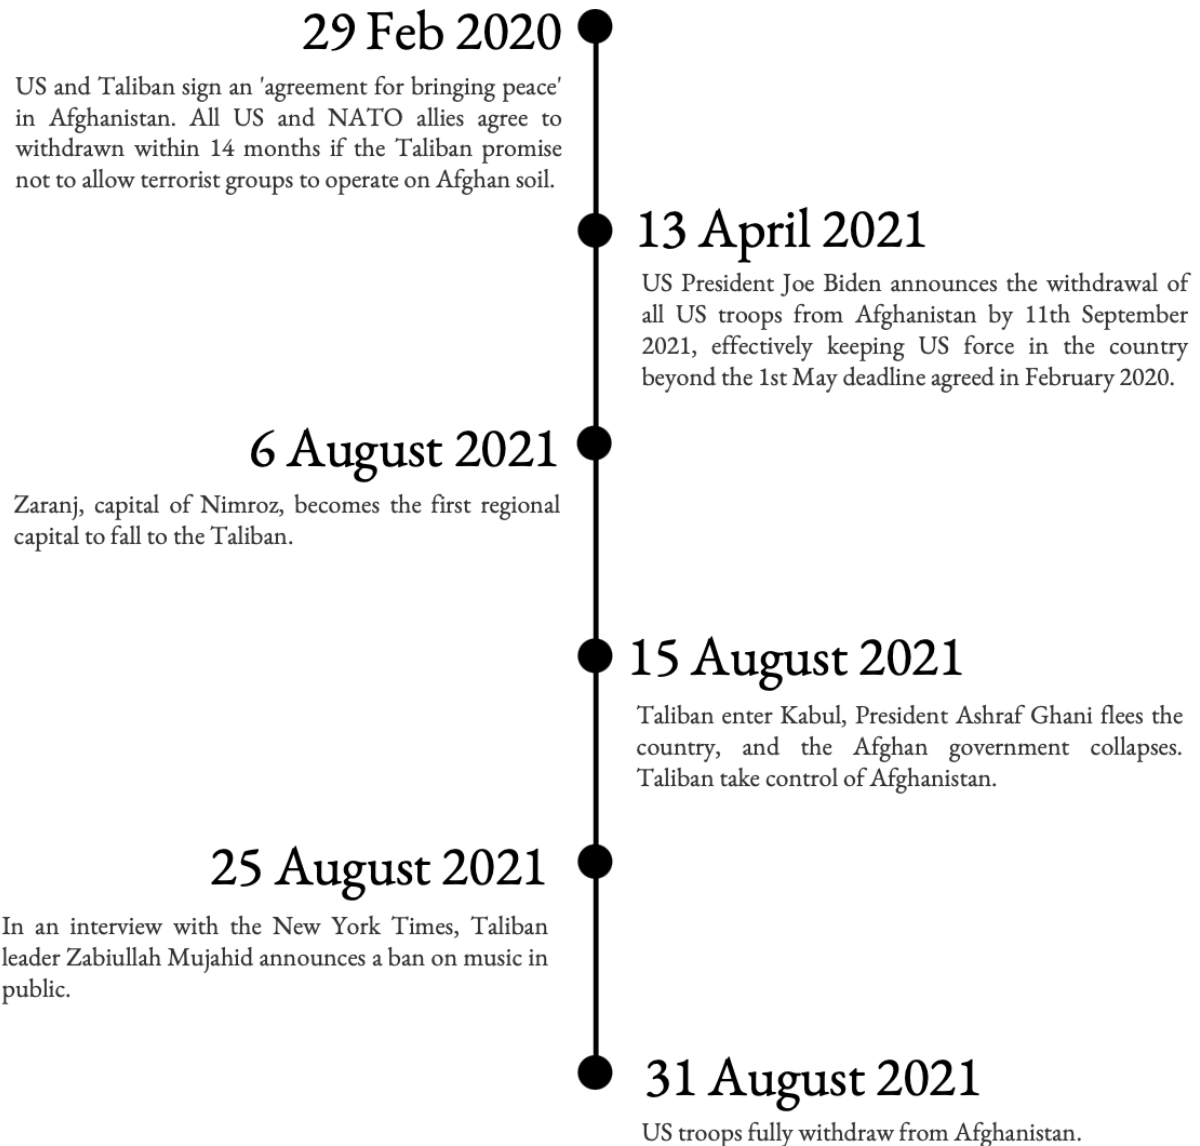 29 Feb 2020
US and Taliban sign an 'agreement for bringing peace'
in Afghanistan. All US and NATO allies agree to
withdrawn within 14 months if the Taliban promise
not to allow terrorist groups to operate on Afghan soil.
13 April 2021
US President Joe Biden announces the withdrawal of
all US troops from Afghanistan by 11th September
2021, effectively keeping US force in the country
beyond the 1st May deadline agreed in February 2020.
6 August 2021
Zaranj, capital of Nimroz, becomes the first regional
capital to fall to the Taliban.
15 August 2021
Taliban enter Kabul, President Ashraf Ghani flees the
country, and the Afghan government collapses.
Taliban take control of Afghanistan.
25 August 2021
In an interview with the New York Times, Taliban
leader Zabiullah Mujahid announces a ban on music in
public.
31 August 2021
US troops fully withdraw from Afghanistan.